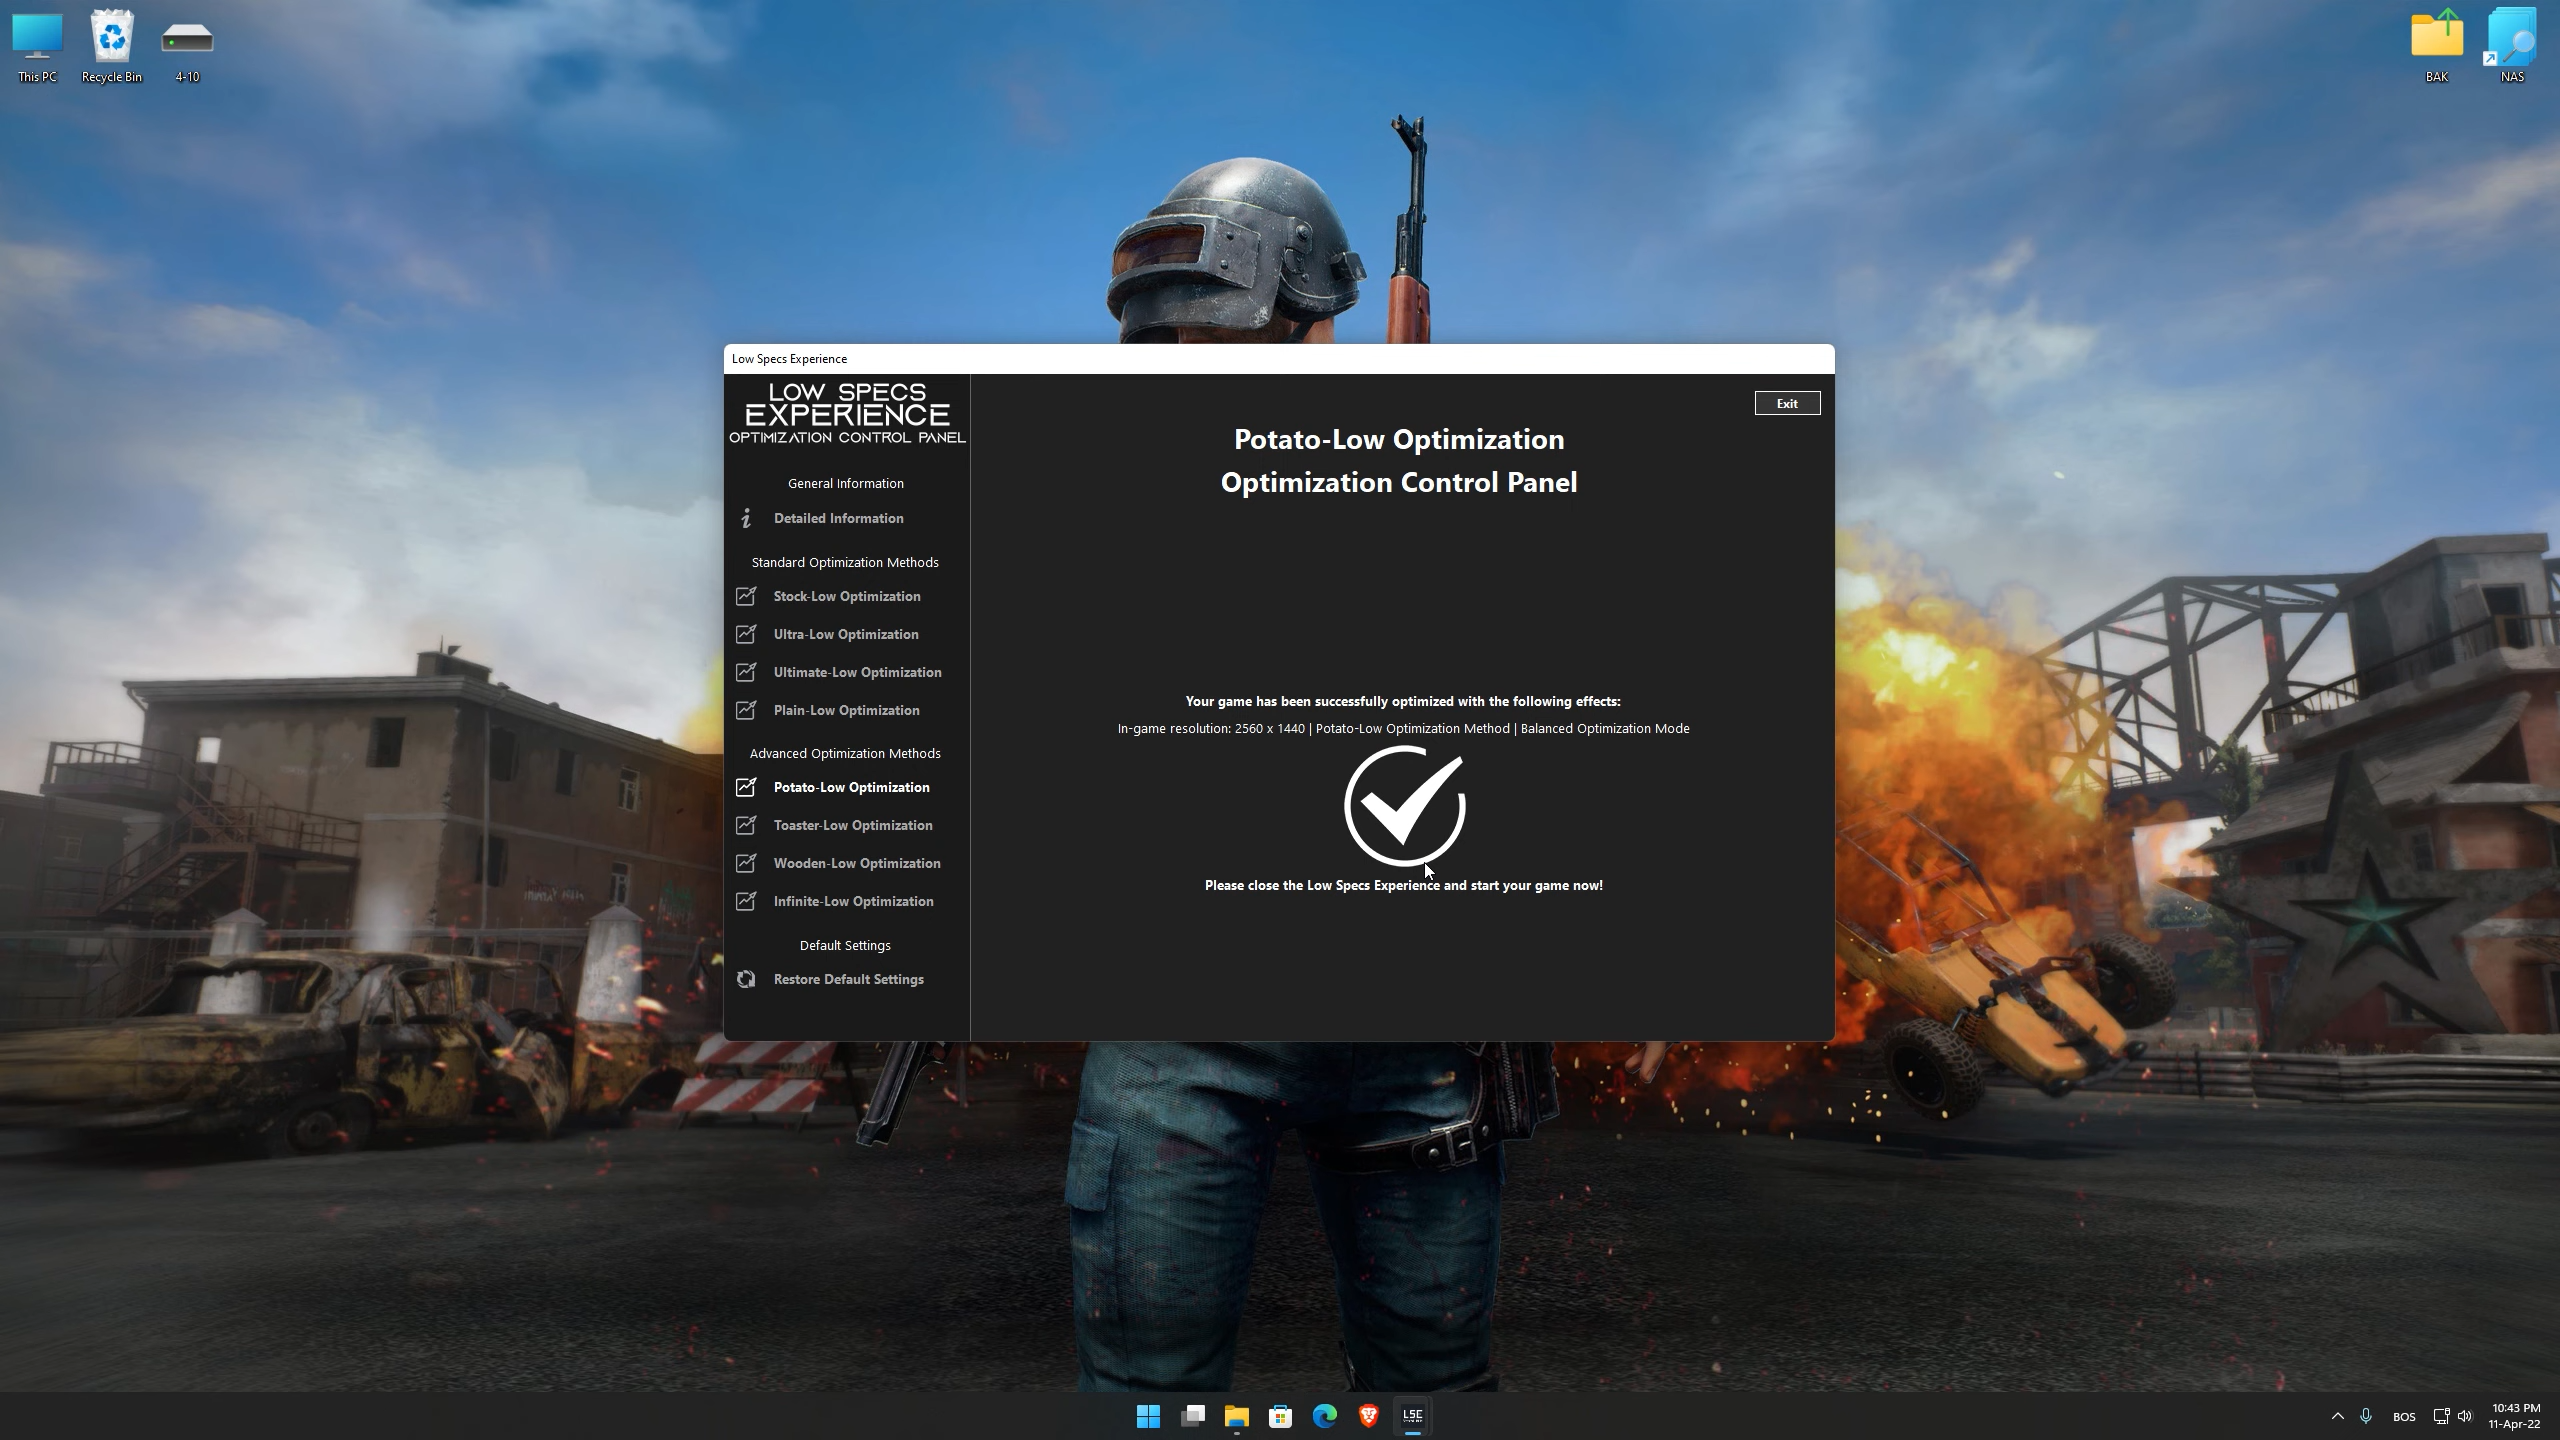 This PC
Recycle Bin
4-10
BAK
NAS
Low Specs Experience
LOW SPECS
EXPERIENCE
OPTIMIZATION CONTROL PANEL
General Information
Detailed Information
Standard Optimization Methods
Stock-Low Optimization
Ultra-Low Optimization
Ultimate-Low Optimization
Plain-Low Optimization
Advanced Optimization Methods
Potato-Low Optimization
Toaster-Low Optimization
Wooden-Low Optimization
Infinite-Low Optimization
Default Settings
Restore Default Settings
Exit
Potato-Low Optimization
Optimization Control Panel
Your game has been successfully optimized with the following effects:
In-game resolution: 2560 x 1440 | Potato-Low Optimization Method | Balanced Optimization Mode
Please close the Low Specs Experience and start your game now!
LSE
BOS
10:43 PM
11-Apr-22